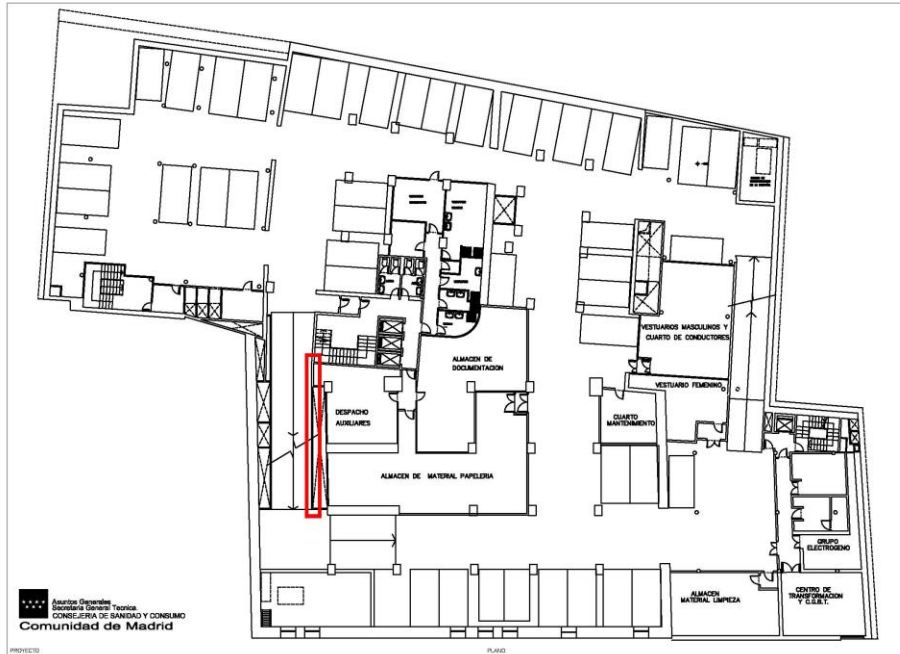 VESTUARIOS MASCULINOS Y
CUARTO DE CONDUCTORES
ALMACEN DE
DOCUMENTACION
VESTUARIO FEMENINO
DESPACHO
AUXILIARES
CUARTO
MANTENIMIENTO
ALMACEN DE MATERIAL PAPELERIA
GRUPO
ELECTROGENO
ALMACEN
MATERIAL LIMPIEZA
CENTRO DE
TRANSFORMACION
Y C.G.B.T.
Asuntos Generales
Secretaria General Tecnica.
CONSEJERIA DE SANIDAD Y CONSUMO
Comunidad de Madrid
PROYECTO
PLANO